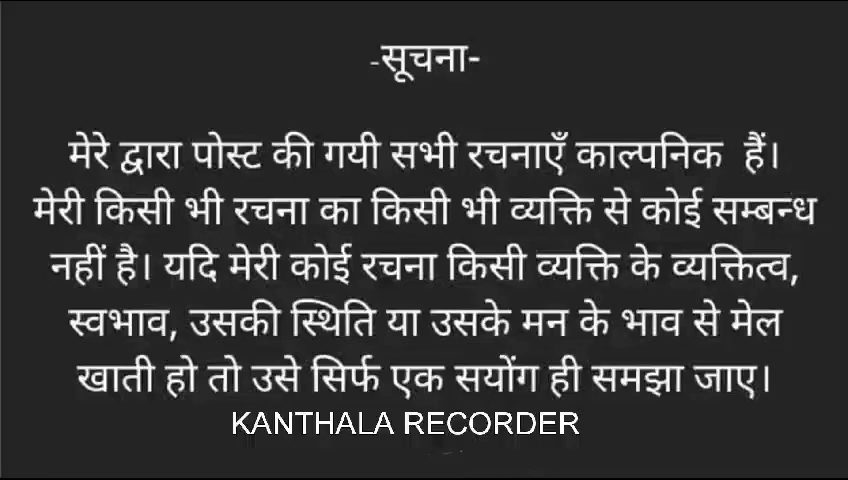 -सूचना-
मेरे द्वारा पोस्ट की गयी सभी रचनाएँ काल्पनिक हैं।
मेरी किसी भी रचना का किसी भी व्यक्ति से कोई सम्बन्ध
नहीं है। यदि मेरी कोई रचना किसी व्यक्ति के व्यक्तित्व,
स्वभाव, उसकी स्थिति या उसके मन के भाव से मेल
खाती हो तो उसे सिर्फ एक सयोंग ही समझा जाए।
KANTHALA RECORDER